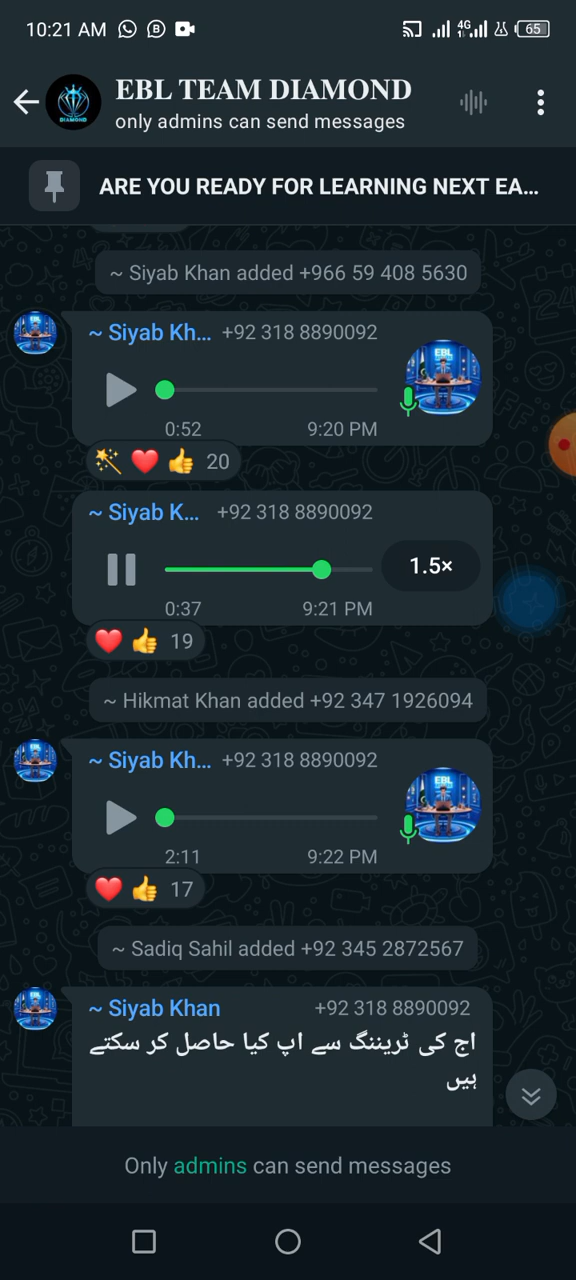 10:21 AM
4G
65
EBL TEAM DIAMOND
only admins can send messages
ARE YOU READY FOR LEARNING NEXT EA...
~ Siyab Khan added +966 59 408 5630
~ Siyab Kh... +92 318 8890092
EBL
0:52 9:20 PM
20
~ Siyab K... +92 318 8890092
1.5×
0:37 9:21 PM
19
~ Hikmat Khan added +92 347 1926094
~ Siyab Kh... +92 318 8890092
EBL
2:11 9:22 PM
17
~ Sadiq Sahil added +92 345 2872567
~ Siyab Khan +92 318 8890092
اج کی ٹریننگ سے اپ کیا حاصل کر سکتے
ہیں
Only admins can send messages